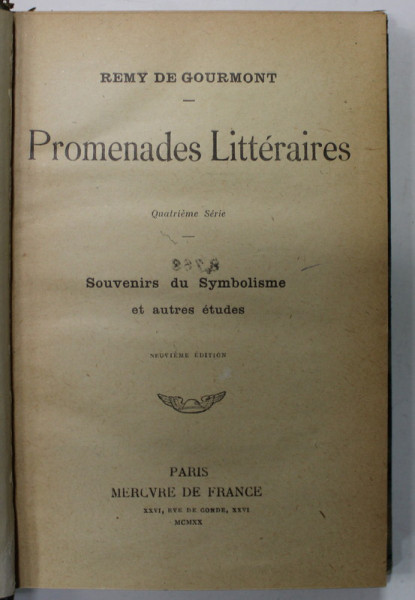 REMY DE GOURMONT
Promenades Littéraires
Quatrième Série
Souvenirs du Symbolisme
et autres études
NEUVIÈME ÉDITION
PARIS
MERCVRE DE FRANCE
XXVI, RVE DE CONDÉ, XXVI
MCMXX